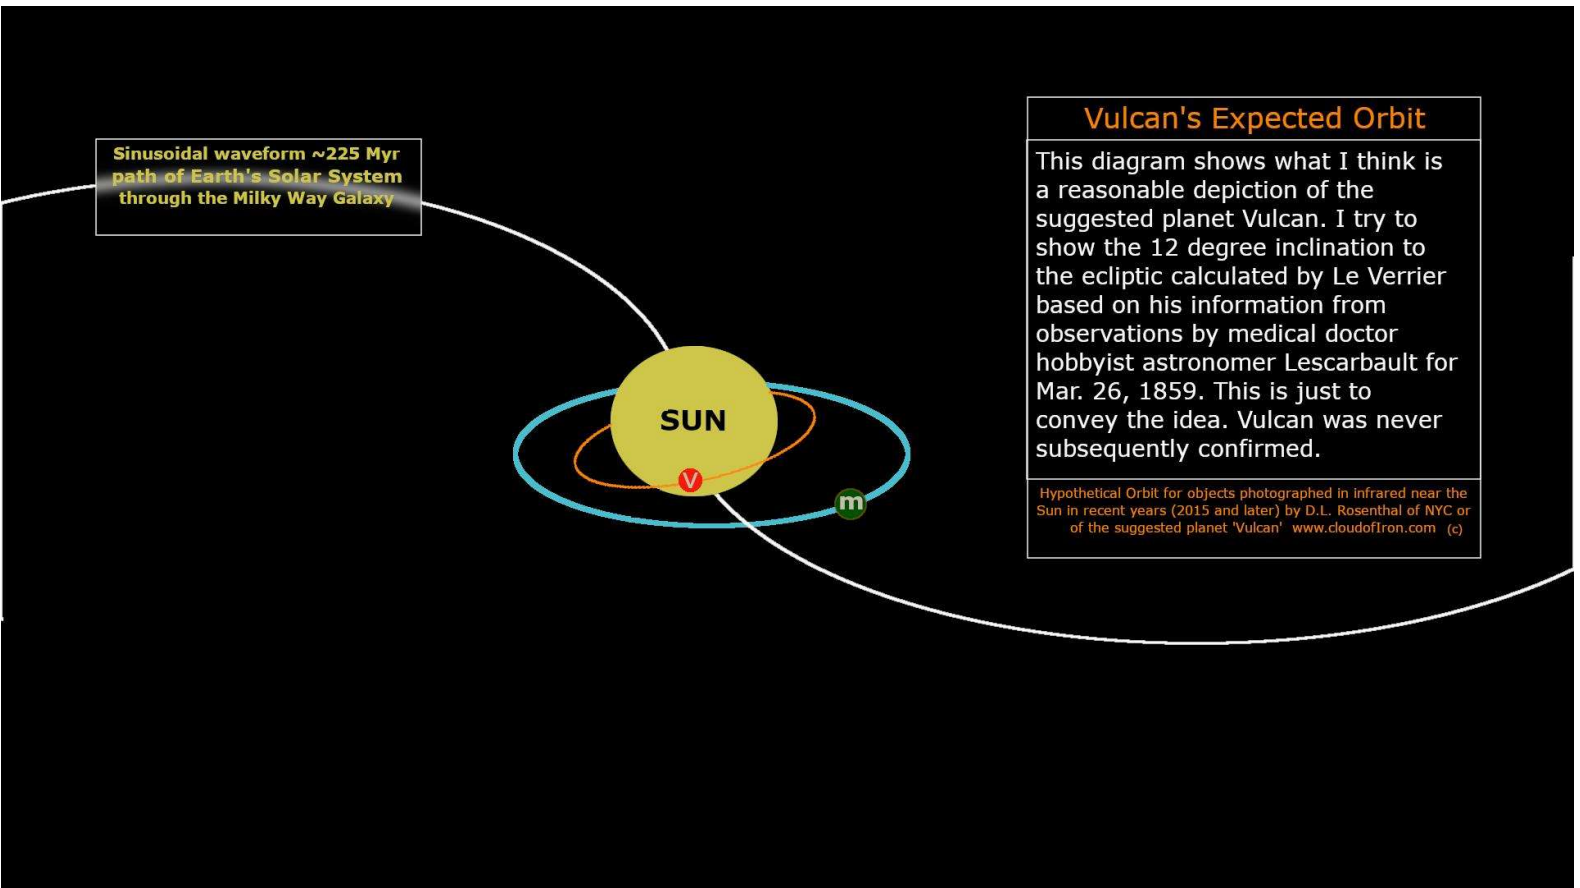 Sinusoidal waveform ~225 Myr
path of Earth's Solar System
through the Milky Way Galaxy
Vulcan's Expected Orbit
This diagram shows what I think is
a reasonable depiction of the
suggested planet Vulcan. I try to
show the 12 degree inclination to
the ecliptic calculated by Le Verrier
based on his information from
observations by medical doctor
hobbyist astronomer Lescarbault for
Mar. 26, 1859. This is just to
convey the idea. Vulcan was never
subsequently confirmed.
Hypothetical Orbit for objects photographed in infrared near the
Sun in recent years (2015 and later) by D.L. Rosenthal of NYC or
of the suggested planet 'Vulcan' www.cloudofIron.com (c)
SUN
V
m